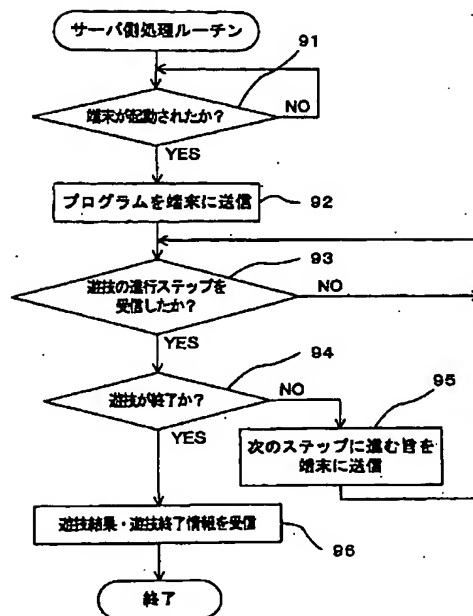 サーバ側処理ルーチン
91
端末が起動されたか?
NO
YES
プログラムを端末に送信
92
93
遊技の進行ステップを
受信したか?
NO
YES
94
遊技が終了か?
NO
95
YES
次のステップに進む旨を
端末に送信
遊技結果・遊技終了情報を受信
96
終了